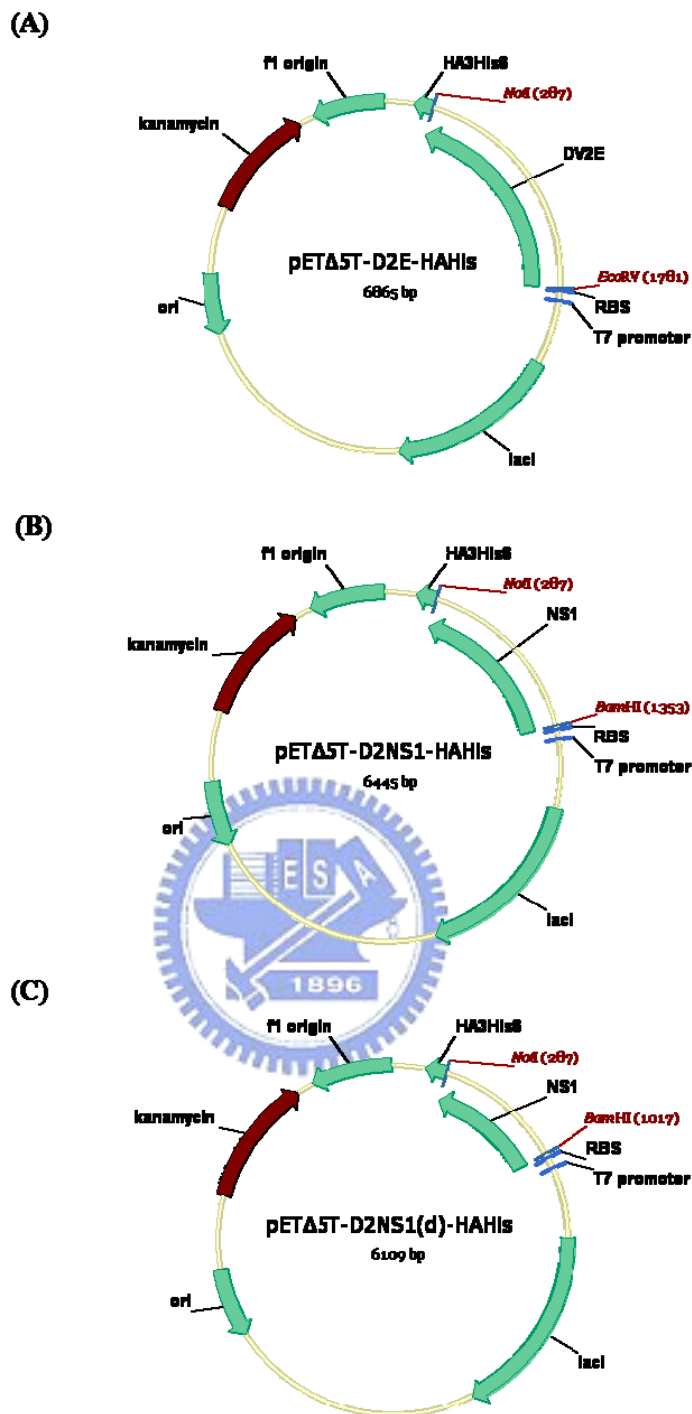 (A)
f1 origin
HA3His6
NotI (287)
kanamycin
DV2E
pETΔ5T-D2E-HAHis
6865 bp
EcoRV (1781)
RBS
T7 promoter
ori
lacI
(B)
f1 origin
HA3His6
NotI (287)
kanamycin
NS1
BamHI (1353)
RBS
T7 promoter
pETΔ5T-D2NS1-HAHis
6445 bp
ori
lacI
E S A
1896
(C)
f1 origin
HA3His6
NotI (287)
kanamycin
NS1
BamHI (1017)
RBS
T7 promoter
pETΔ5T-D2NS1(d)-HAHis
6109 bp
ori
lacI